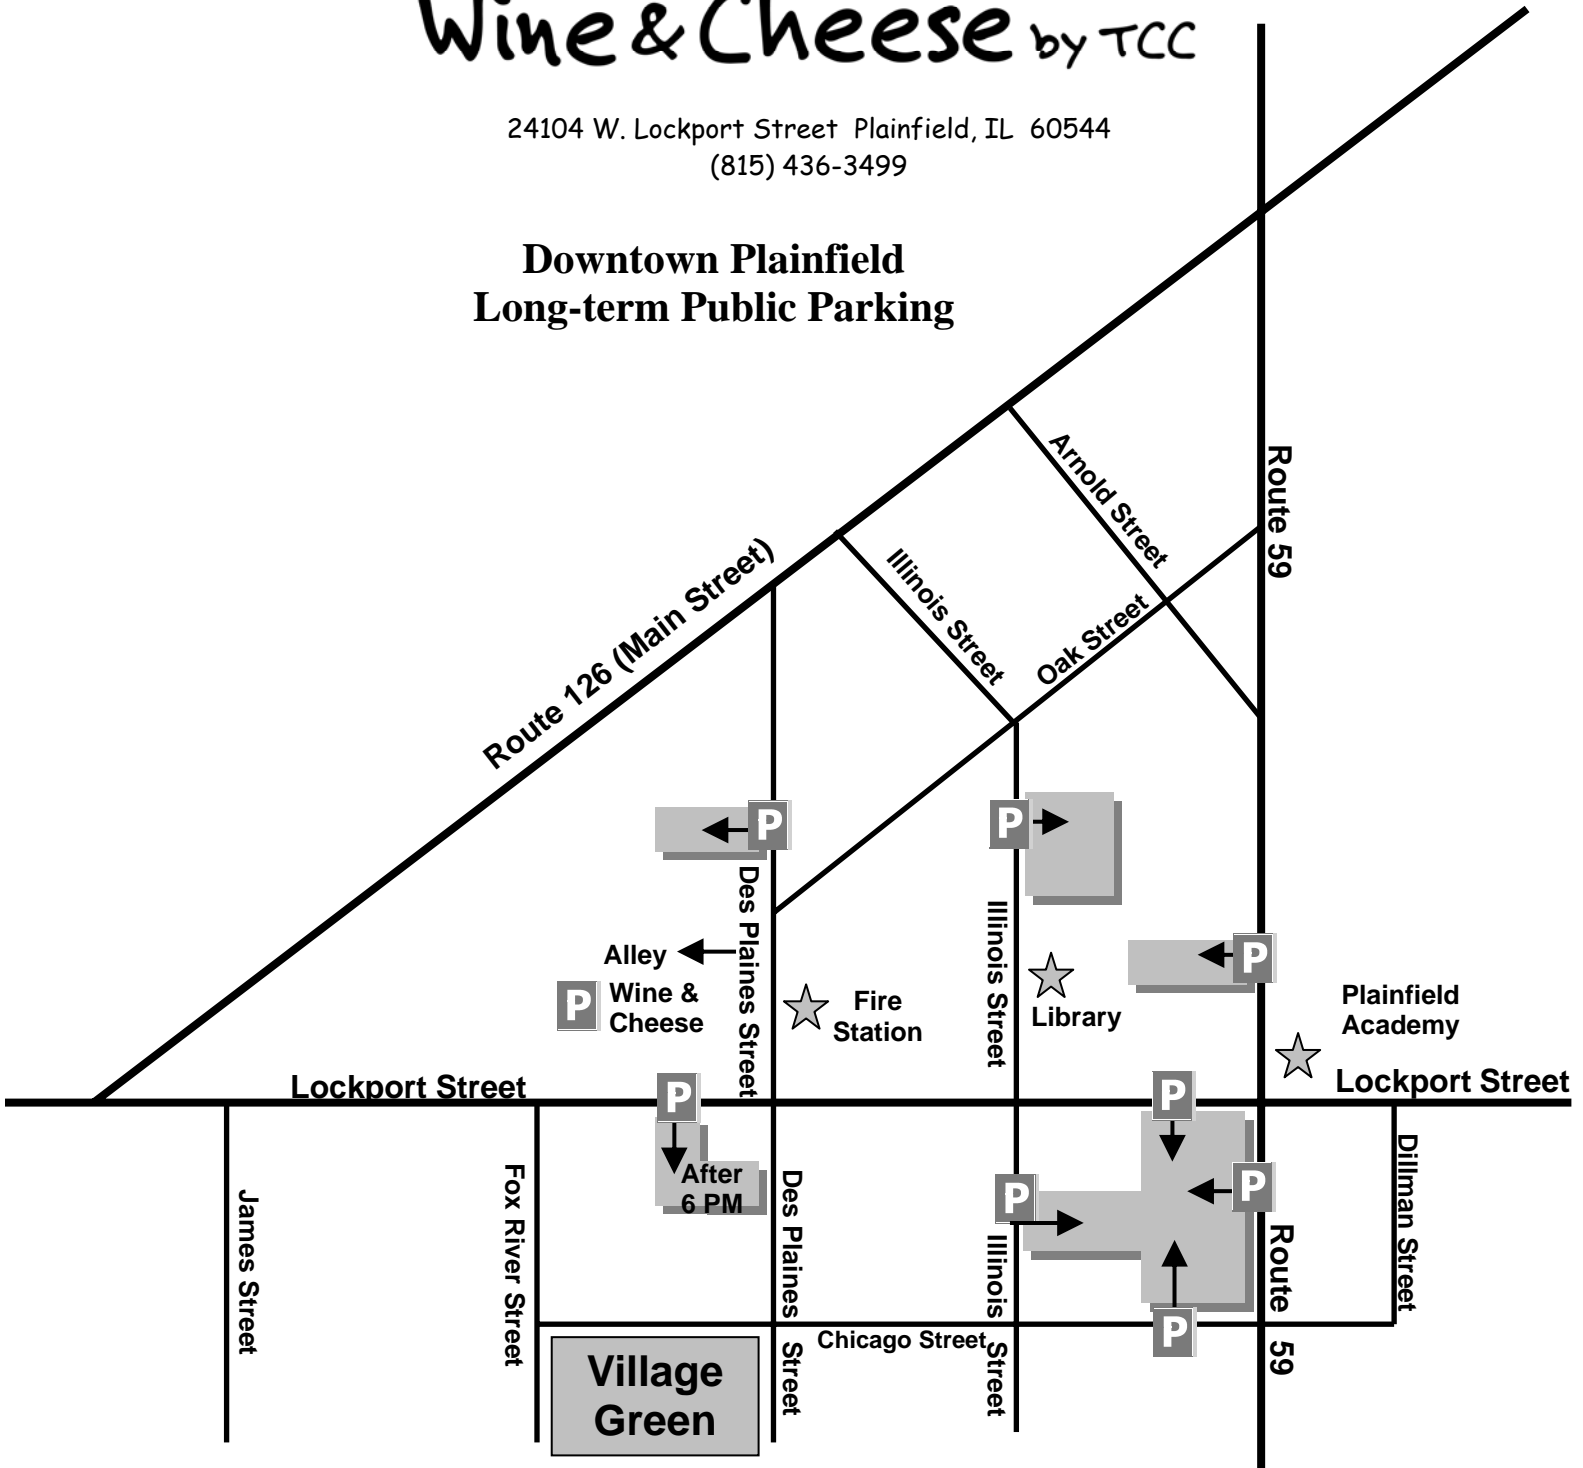 Wine & Cheese by TCC
24104 W. Lockport Street Plainfield, IL 60544
(815) 436-3499
Downtown Plainfield
Long-term Public Parking
Route 126 (Main Street)
Illinois Street
Arnold Street
Oak Street
Route 59
P
P
Des Plaines Street
Illinois Street
P
Alley
P
Wine &
Cheese
Fire
Station
Library
Plainfield
Academy
Lockport Street
P
P
Lockport Street
After
6 PM
P
P
James Street
Fox River Street
Des Plaines Street
Illinois Street
Route 59
Dillman Street
P
Chicago Street
Village
Green